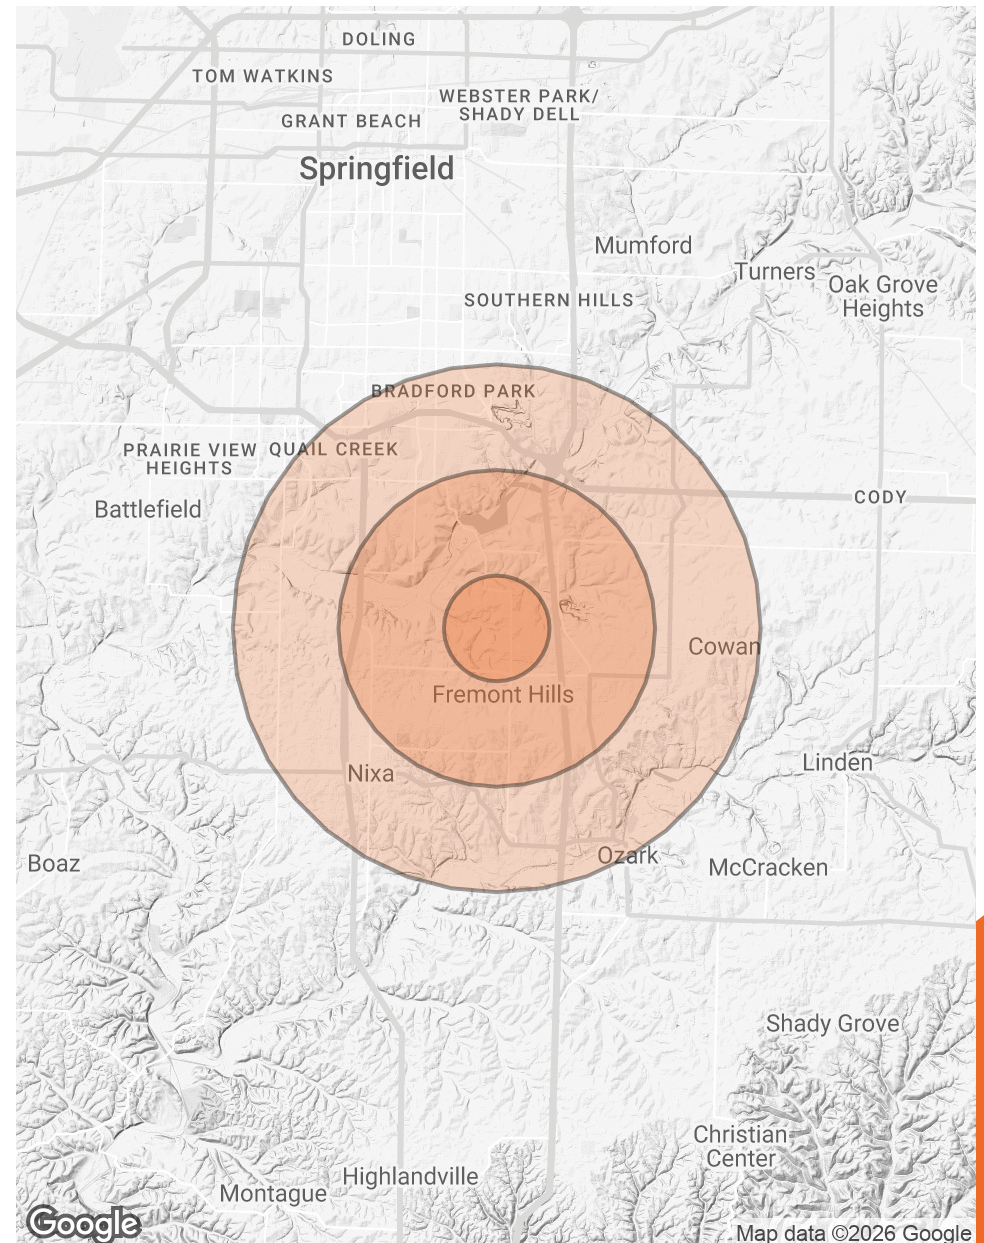 DOLING
TOM WATKINS
WEBSTER PARK/
SHADY DELL
GRANT BEACH
Springfield
Mumford
Turners
Oak Grove
Heights
SOUTHERN HILLS
BRADFORD PARK
PRAIRIE VIEW
HEIGHTS
QUAIL CREEK
Battlefield
CODY
Cowan
Fremont Hills
Linden
Nixa
Boaz
Ozark
McCracken
Shady Grove
Christian
Center
Highlandville
Montague
Google
Map data ©2026 Google